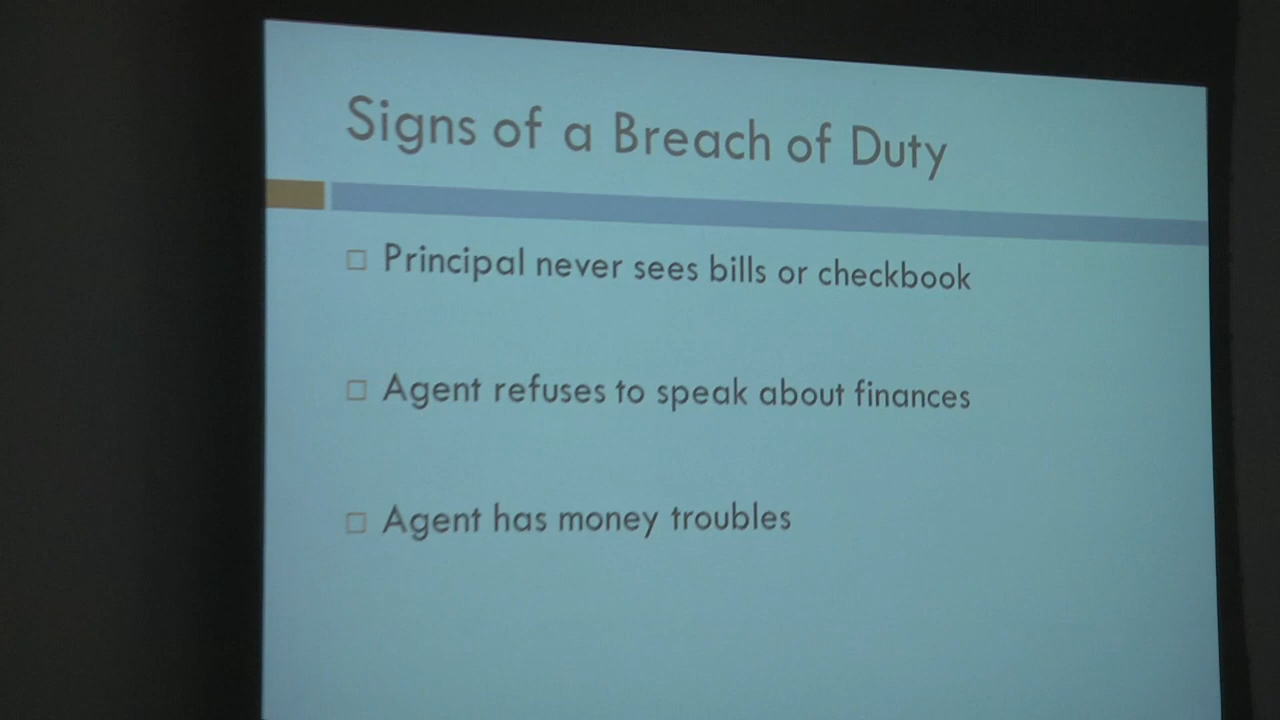 Signs of a Breach of Duty
Principal never sees bills or checkbook
Agent refuses to speak about finances
Agent has money troubles